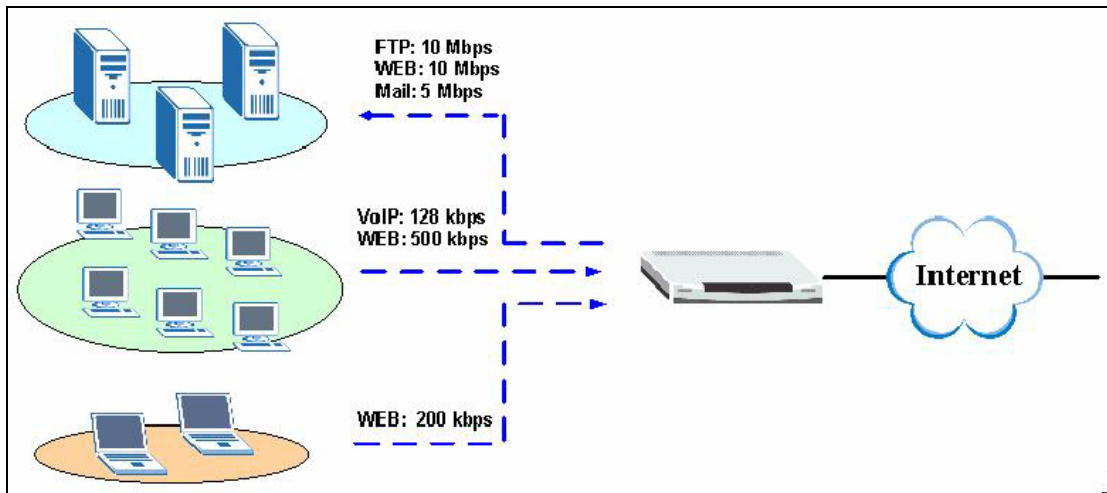 FTP: 10 Mbps
WEB: 10 Mbps
Mail: 5 Mbps
VoIP: 128 kbps
WEB: 500 kbps
Internet
WEB: 200 kbps